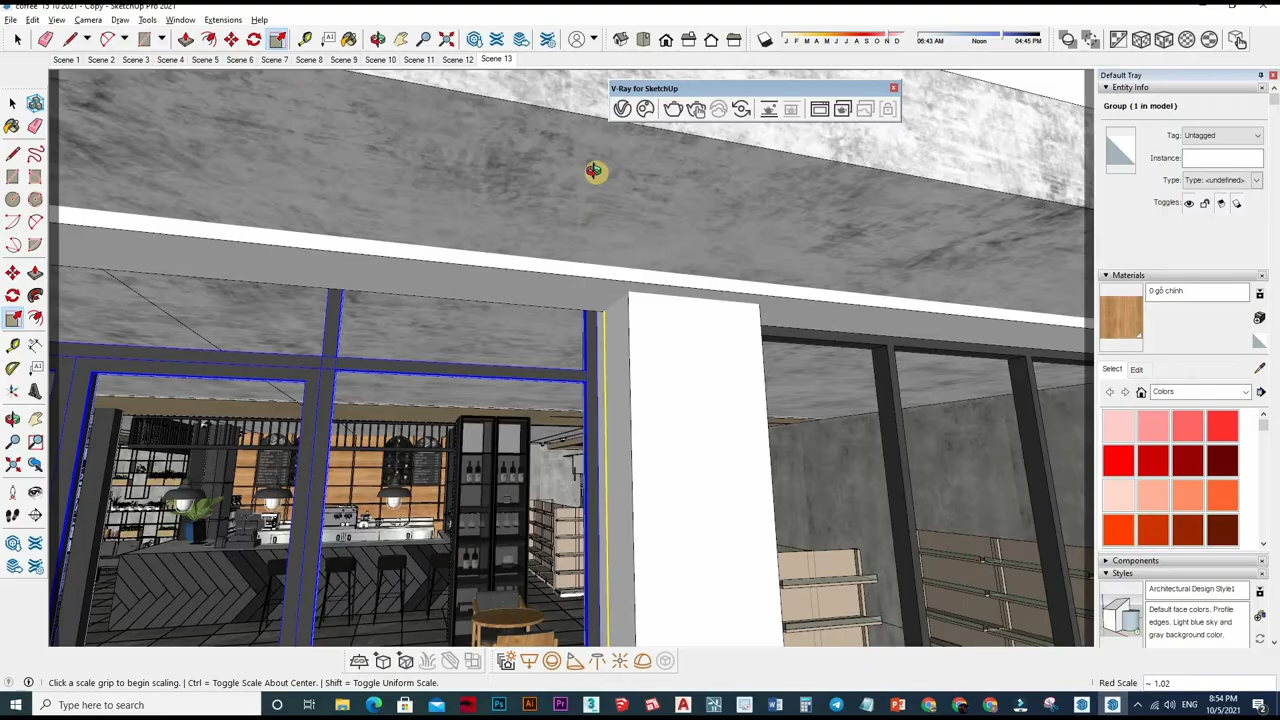 coffee 15 10 2021 - Copy - SketchUp Pro 2021
File Edit View Camera Draw Tools Window Extensions Help
J F M A M J J A S O N D
06:43 AM Noon 04:45 PM
Scene 1 Scene 2 Scene 3 Scene 4 Scene 5 Scene 6 Scene 7 Scene 8 Scene 9 Scene 10 Scene 11 Scene 12 Scene 13
V-Ray for SketchUp
Default Tray
Entity Info
Group (1 in model)
Tag: Untagged
Instance:
Type: Type: <undefined>
Toggles:
Materials
0 gỗ chính
Select Edit
Colors
Components
Styles
Architectural Design Style1
Default face colors. Profile
edges. Light blue sky and
gray background color.
Click a scale grip to begin scaling. | Ctrl = Toggle Scale About Center. | Shift = Toggle Uniform Scale.
Red Scale ~ 1.02
Type here to search
8:54 PM
10/5/2021